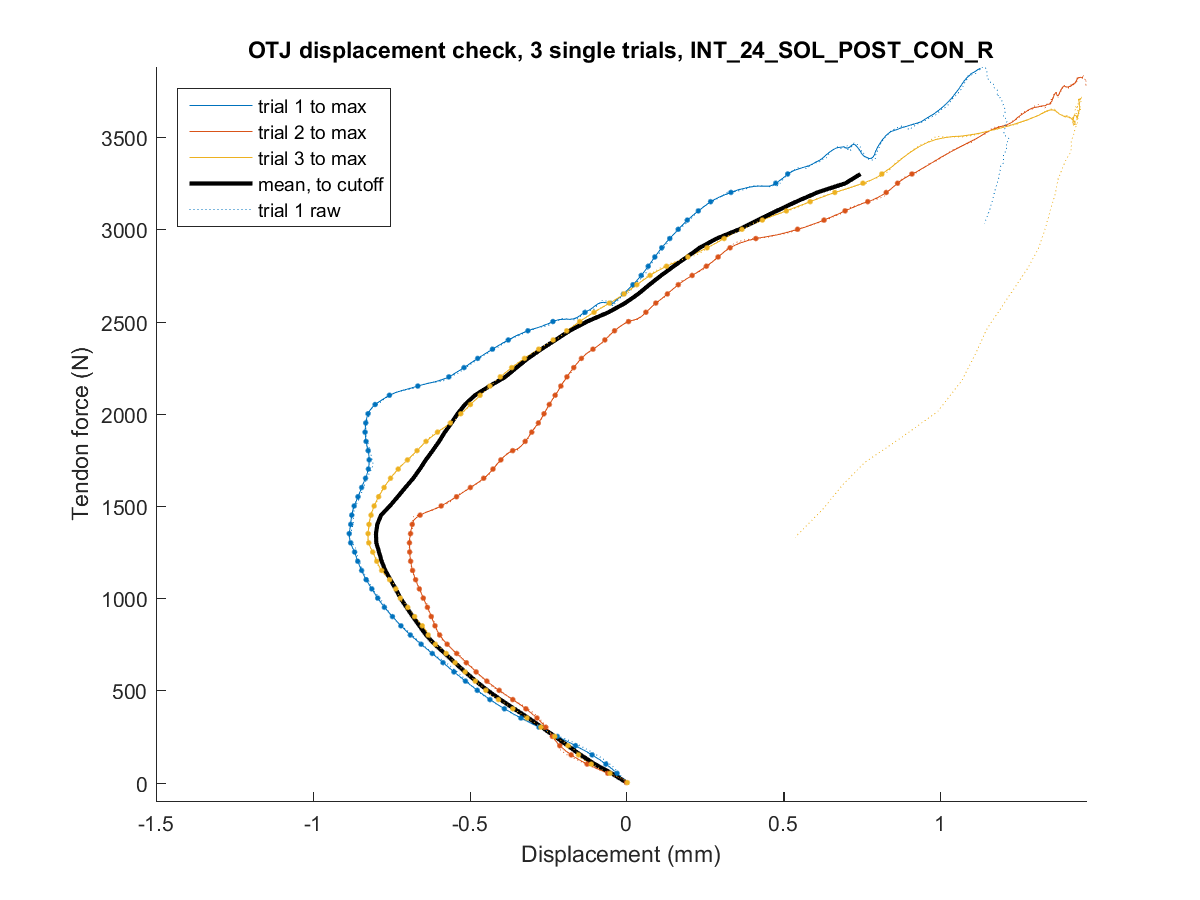 OTJ displacement check, 3 single trials, INT_24_SOL_POST_CON_R
trial 1 to max
trial 2 to max
trial 3 to max
mean, to cutoff
trial 1 raw
3500
3000
2500
2000
1500
1000
500
0
Tendon force (N)
-1.5
-1
-0.5
0
0.5
1
Displacement (mm)